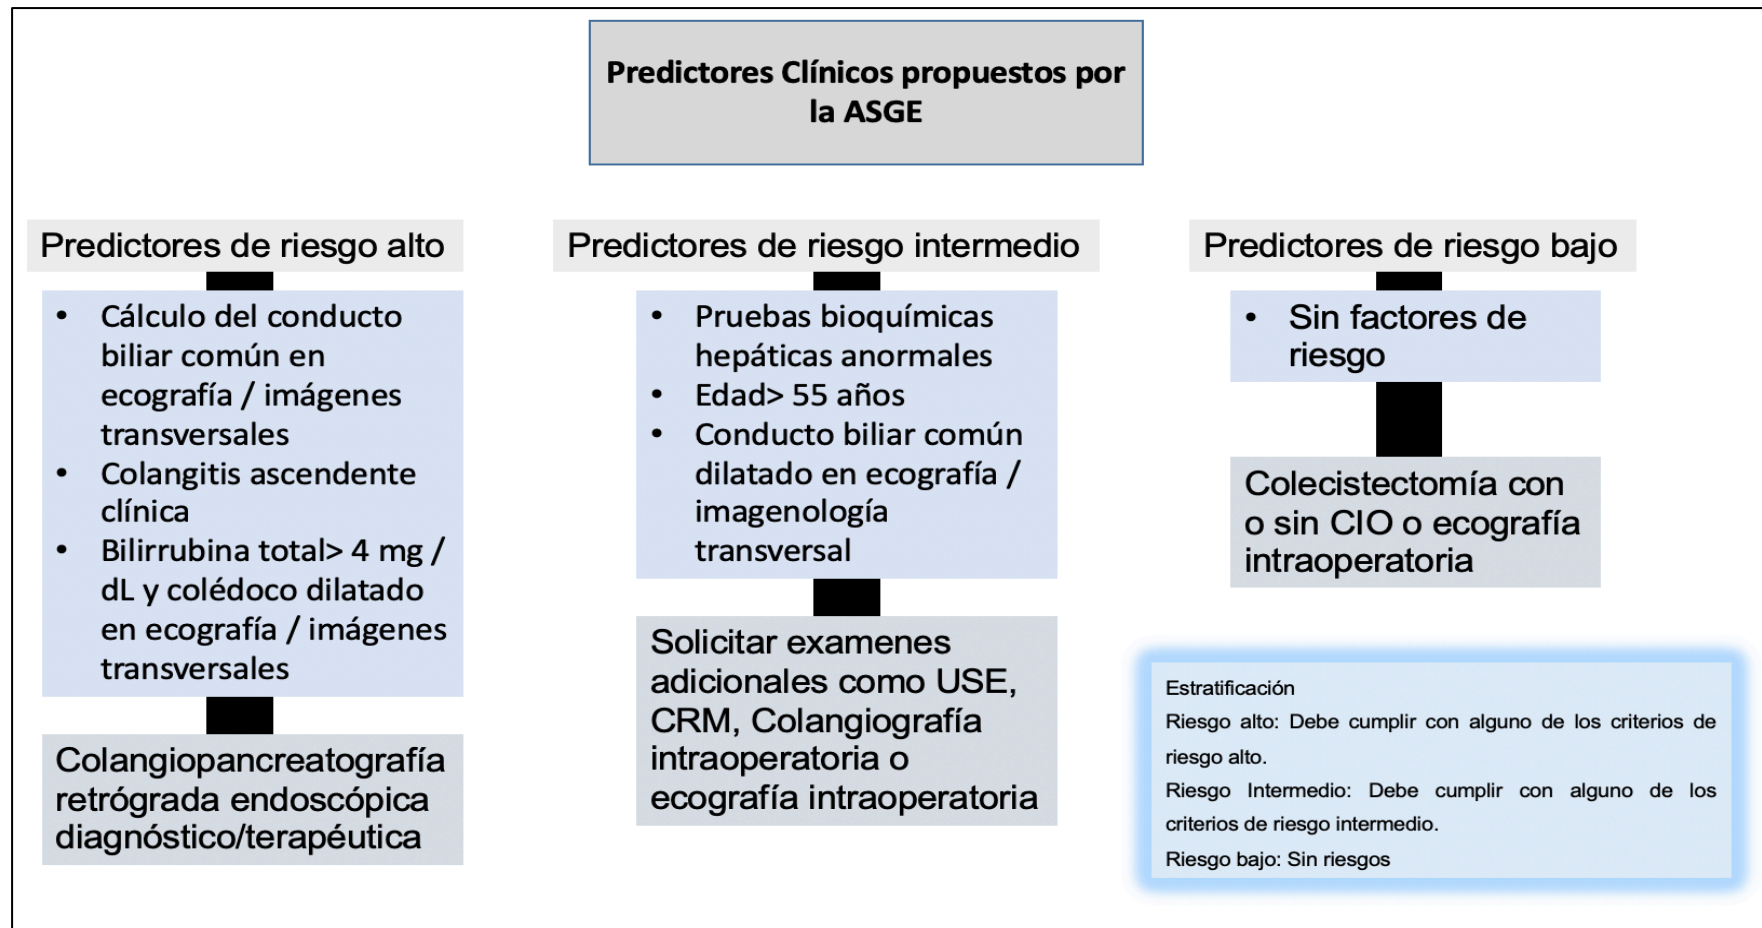 Predictores Clínicos propuestos por
la ASGE
Predictores de riesgo alto
• Cálculo del conducto
biliar común en
ecografía / imágenes
transversales
• Colangitis ascendente
clínica
• Bilirrubina total> 4 mg /
dL y colédoco dilatado
en ecografía / imágenes
transversales
Colangiopancreatografía
retrógrada endoscópica
diagnóstico/terapéutica
Predictores de riesgo intermedio
• Pruebas bioquímicas
hepáticas anormales
• Edad> 55 años
• Conducto biliar común
dilatado en ecografía /
imagenología
transversal
Solicitar examenes
adicionales como USE,
CRM, Colangiografía
intraoperatoria o
ecografía intraoperatoria
Predictores de riesgo bajo
• Sin factores de
riesgo
Colecistectomía con
o sin CIO o ecografía
intraoperatoria
Estratificación
Riesgo alto: Debe cumplir con alguno de los criterios de
riesgo alto.
Riesgo Intermedio: Debe cumplir con alguno de los
criterios de riesgo intermedio.
Riesgo bajo: Sin riesgos